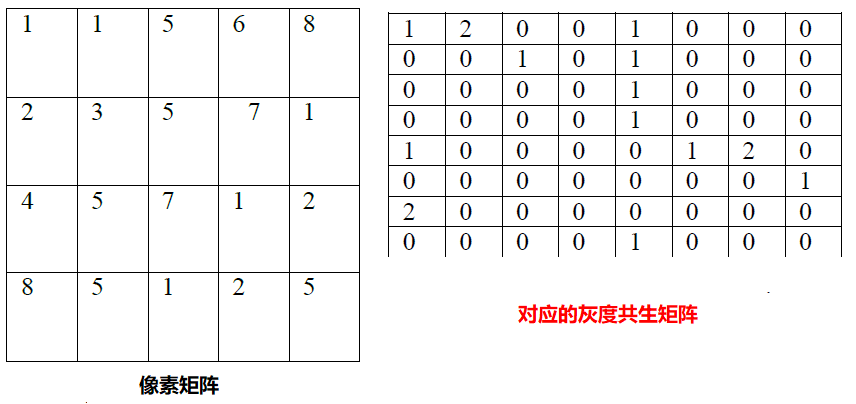 1 1 5 6 8
2 3 5 7 1
4 5 7 1 2
8 5 1 2 5
像素矩阵
1 2 0 0 1 0 0 0
0 0 1 0 1 0 0 0
0 0 0 0 1 0 0 0
0 0 0 0 1 0 0 0
1 0 0 0 0 1 2 0
0 0 0 0 0 0 0 1
2 0 0 0 0 0 0 0
0 0 0 0 1 0 0 0
对应的灰度共生矩阵